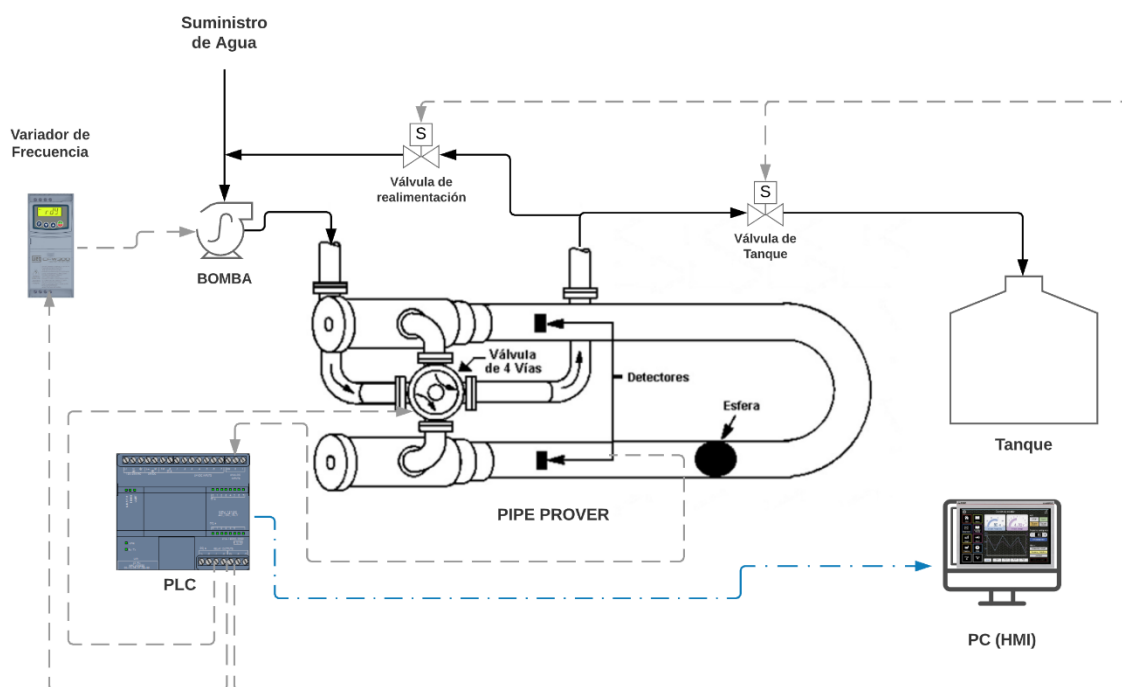 Suministro
de Agua
Variador de
Frecuencia
S
Válvula de
realimentación
S
Válvula de
Tanque
BOMBA
Válvula
de 4 Vías
Detectores
Esfera
Tanque
PIPE PROVER
PLC
PC (HMI)